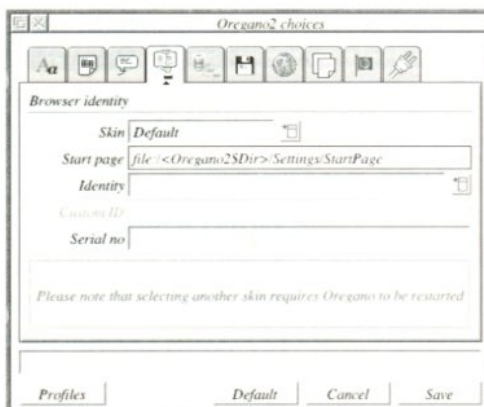 Oregano2 choices
Aα
Browser identity
Skin Default
Start page file:/<Oregano2$Dir>/Settings/StartPage
Identity
Custom ID
Serial no
Please note that selecting another skin requires Oregano to be restarted
Profiles Default Cancel Save